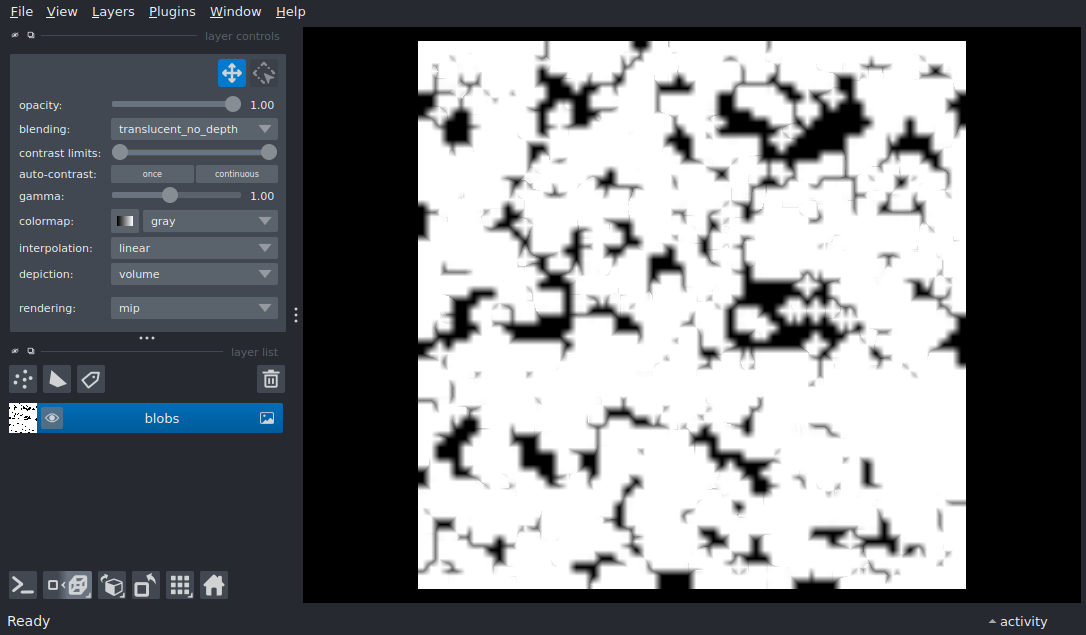 File View Layers Plugins Window Help
layer controls
opacity: 1.00
blending: translucent_no_depth
contrast limits:
auto-contrast: once continuous
gamma: 1.00
colormap: gray
interpolation: linear
depiction: volume
rendering: mip
layer list
blobs
Ready
activity